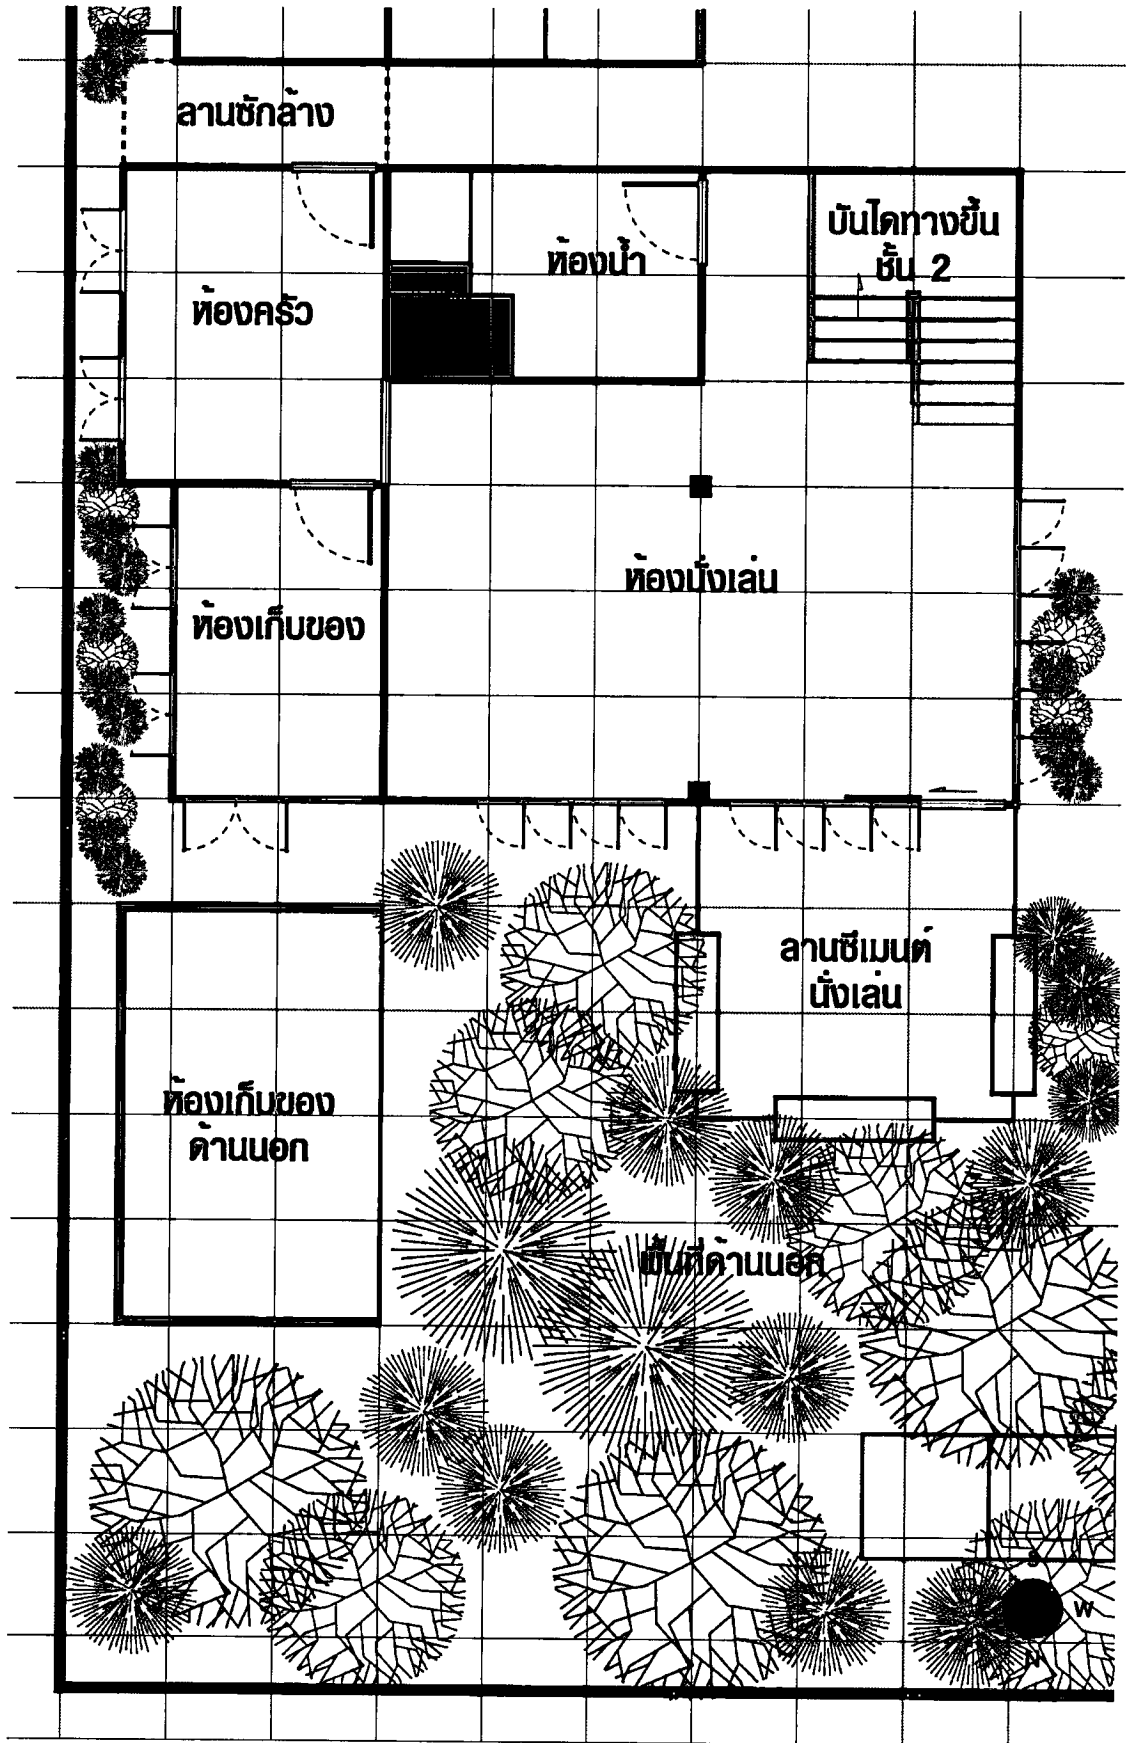 ลานซักล้าง
บันไดทางขึ้น
ชั้น 2
ห้องน้ำ
ห้องครัว
ห้องนั่งเล่น
ห้องเก็บของ
ลานซีเมนต์
นั่งเล่น
ห้องเก็บของ
ด้านนอก
พื้นที่ด้านนอก
S
W
N